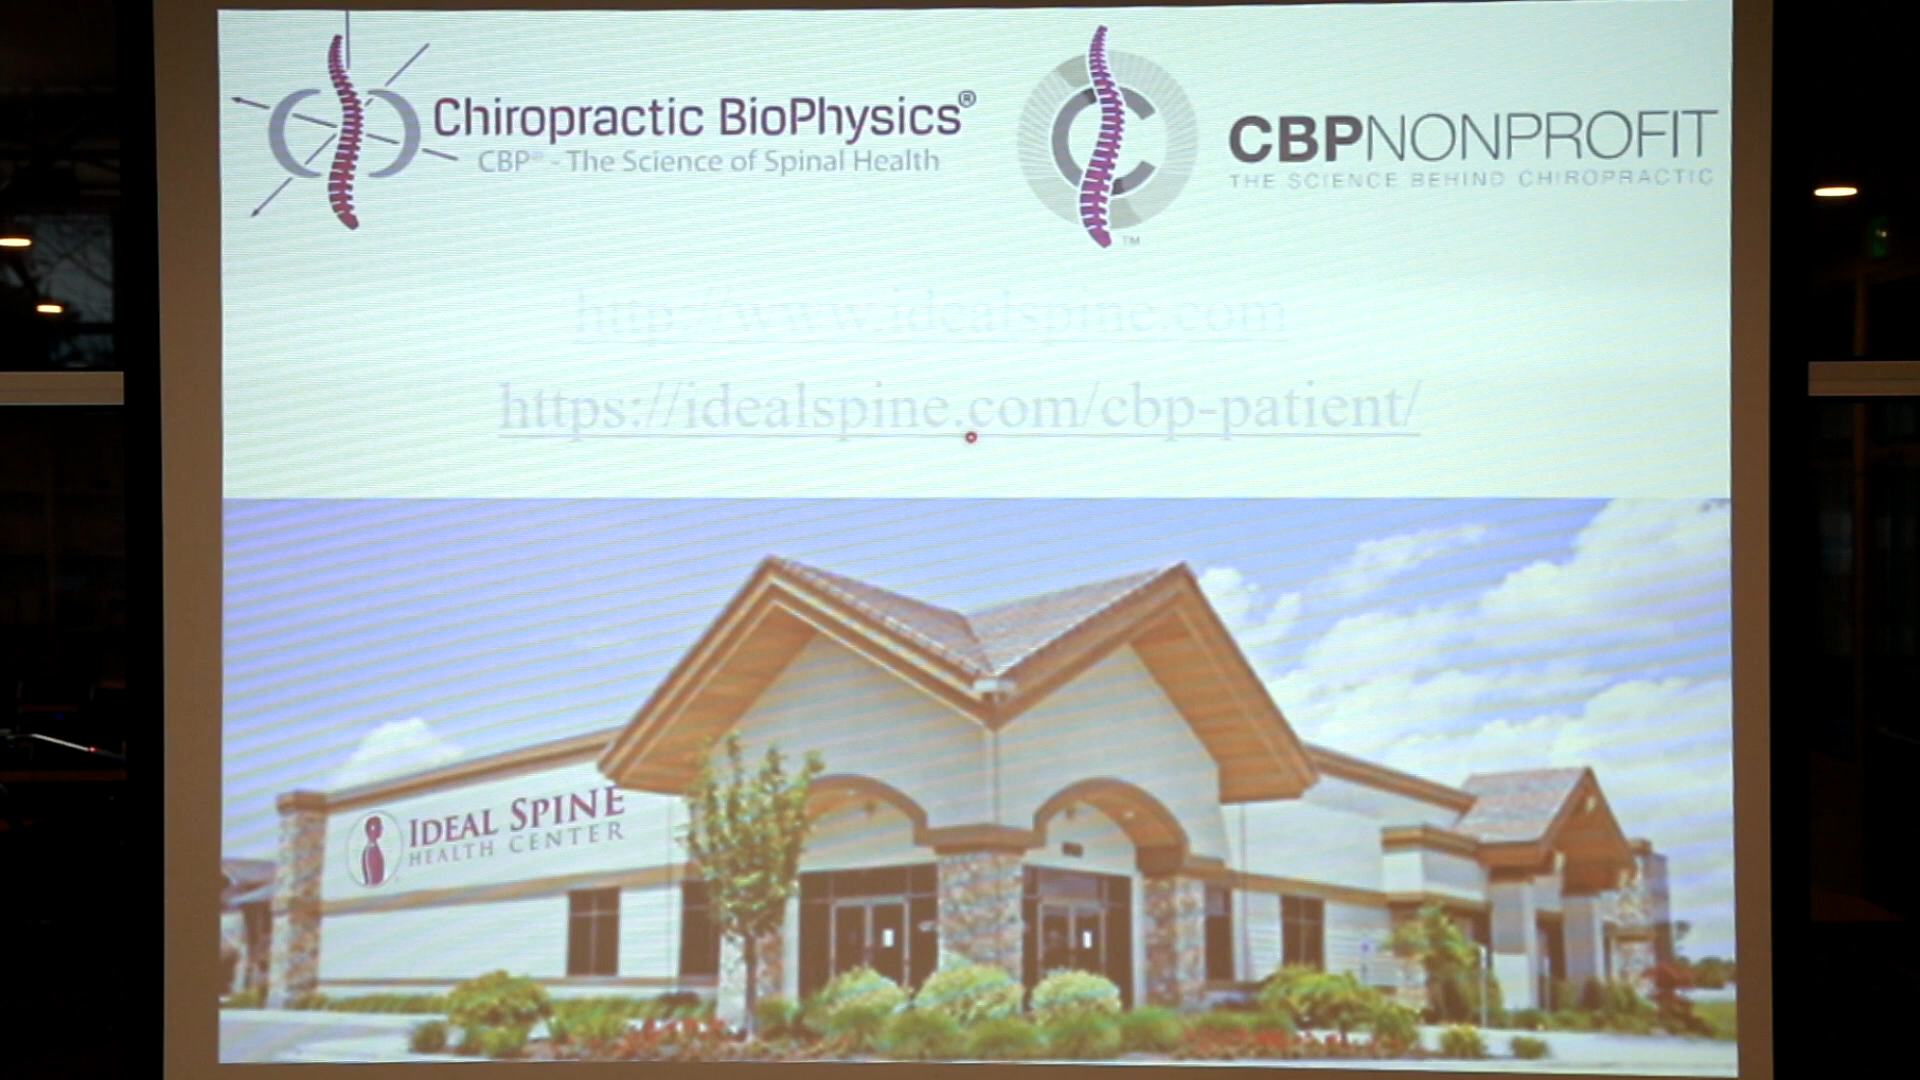 Chiropractic BioPhysics®
CBP® - The Science of Spinal Health
CBPNONPROFIT
THE SCIENCE BEHIND CHIROPRACTIC
TM
http://www.idealspine.com
https://idealspine.com/cbp-patient/
IDEAL SPINE
HEALTH CENTER